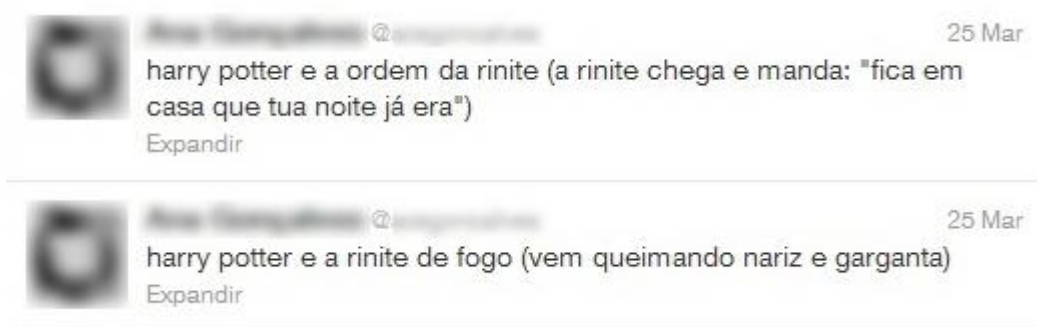 25 Mar
harry potter e a ordem da rinite (a rinite chega e manda: "fica em
casa que tua noite já era")
Expandir
25 Mar
harry potter e a rinite de fogo (vem queimando nariz e garganta)
Expandir